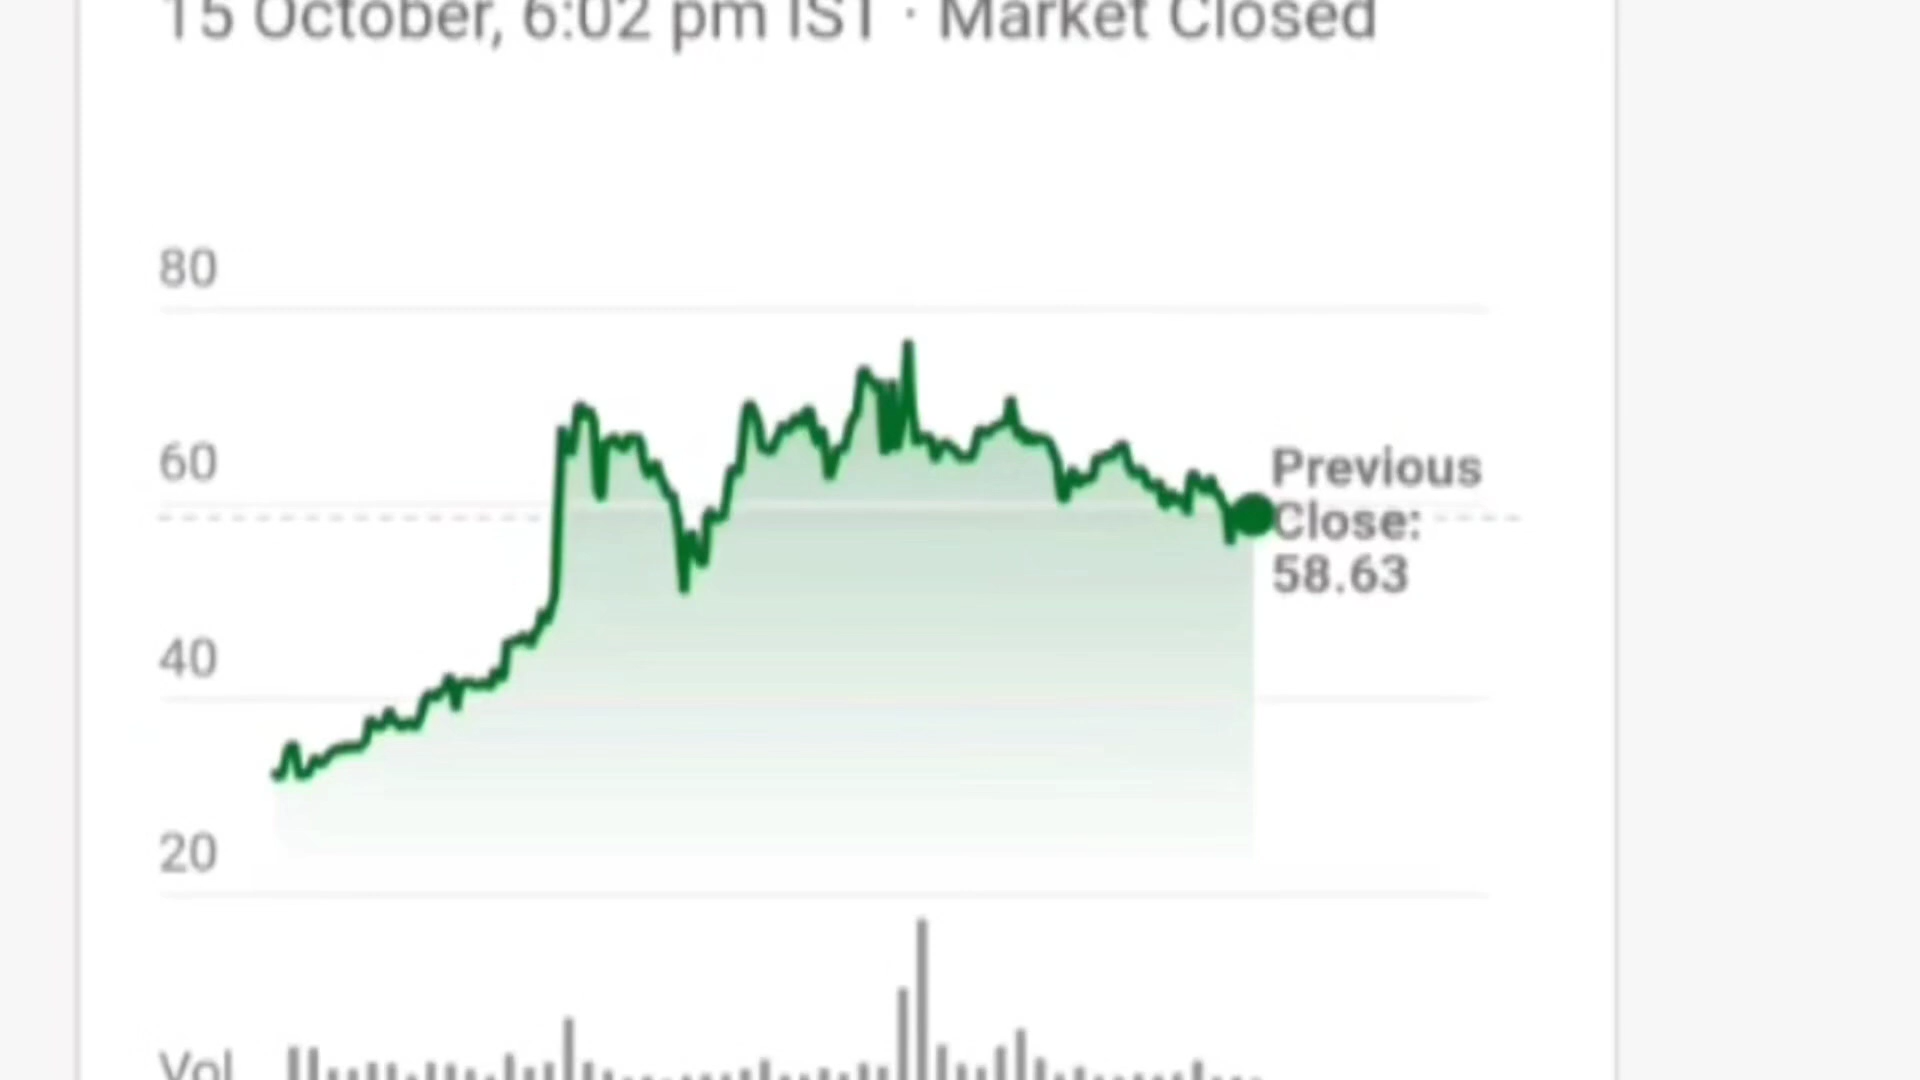 15 October, 6:02 pm IST · Market Closed
80
60
Previous
Close:
58.63
40
20
Vol